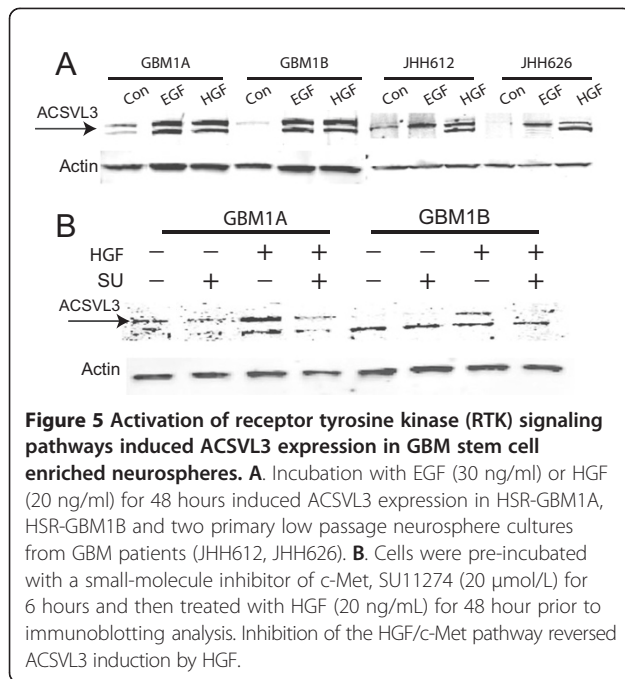 A
GBM1A GBM1B JHH612 JHH626
Con EGF HGF Con EGF HGF Con EGF HGF Con EGF HGF
ACSVL3
Actin
B
GBM1A GBM1B
HGF − − + + − − + +
SU − + − + − + − +
ACSVL3
Actin
Figure 5 Activation of receptor tyrosine kinase (RTK) signaling
pathways induced ACSVL3 expression in GBM stem cell
enriched neurospheres. A. Incubation with EGF (30 ng/ml) or HGF
(20 ng/ml) for 48 hours induced ACSVL3 expression in HSR-GBM1A,
HSR-GBM1B and two primary low passage neurosphere cultures
from GBM patients (JHH612, JHH626). B. Cells were pre-incubated
with a small-molecule inhibitor of c-Met, SU11274 (20 μmol/L) for
6 hours and then treated with HGF (20 ng/mL) for 48 hour prior to
immunoblotting analysis. Inhibition of the HGF/c-Met pathway reversed
ACSVL3 induction by HGF.